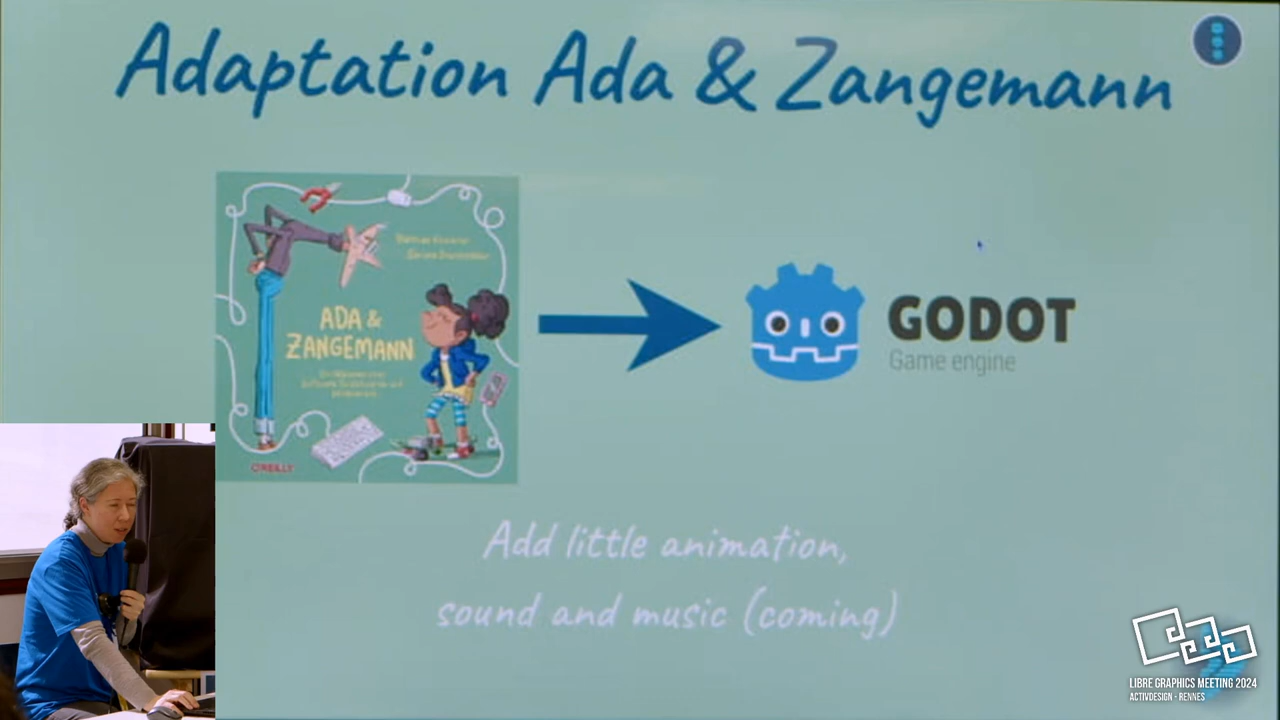 Adaptation Ada & Zangemann
ADA &
ZANGEMANN
O'REILLY
GODOT
Game engine
Add little animation,
sound and music (coming)
LIBRE GRAPHICS MEETING 2024
ACTIVDESIGN - RENNES